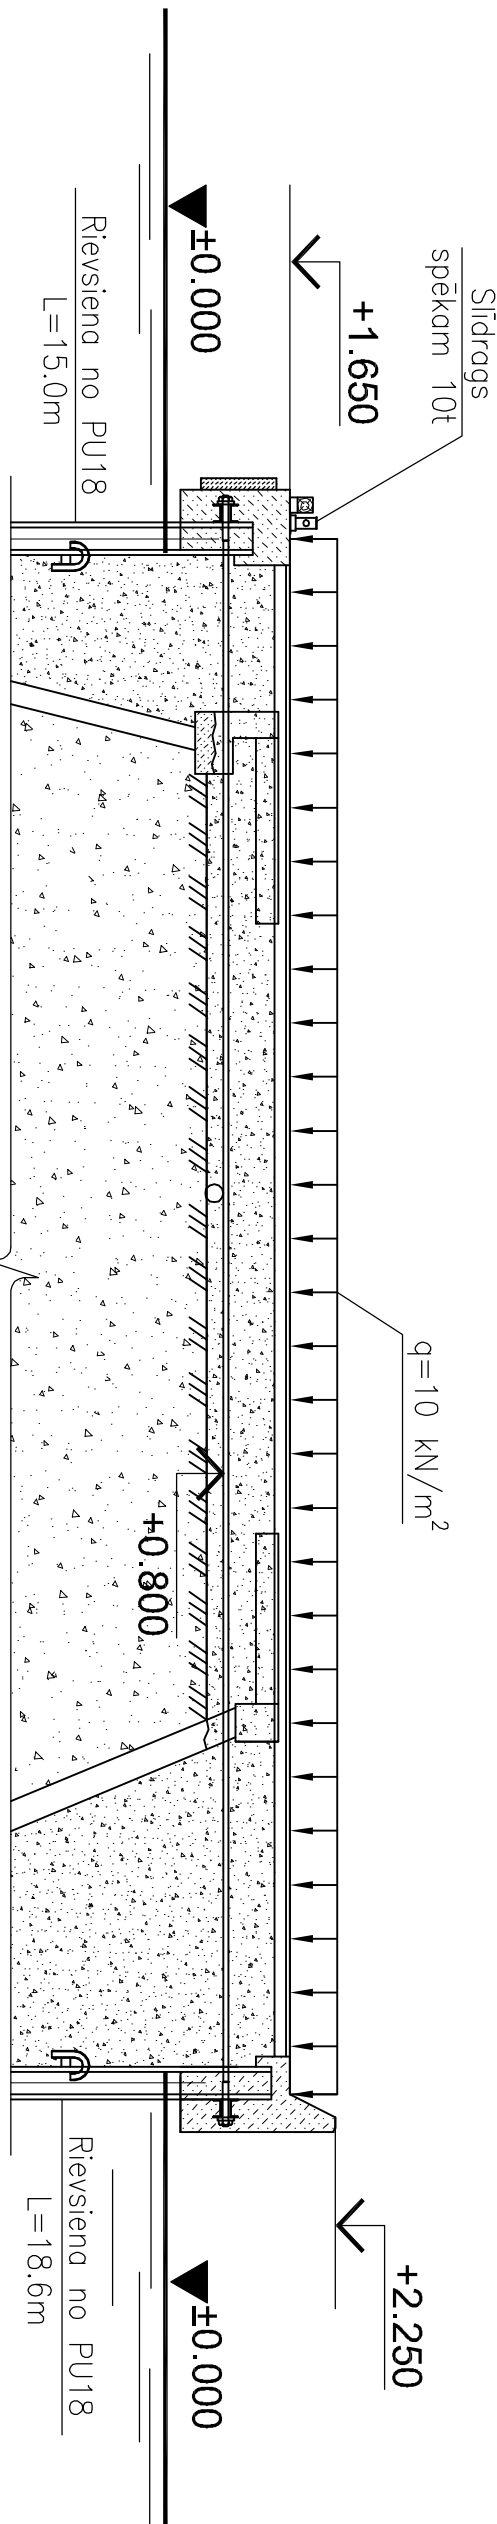 Slīdrags
spēkam 10t
+1.650
±0.000
Rievsiena no PU18
L=15.0m
q=10 kN/m²
+0.800
+2.250
±0.000
Rievsiena no PU18
L=18.6m